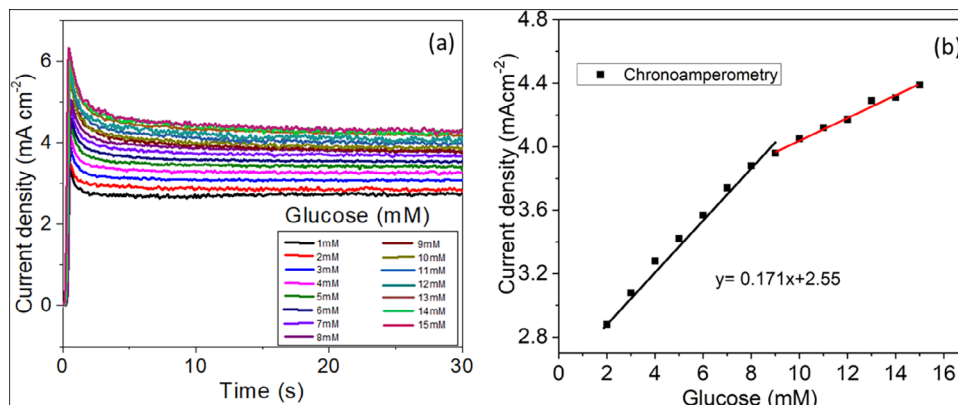 (a)
Current density (mA cm⁻²)
6
4
2
0
Glucose (mM)
1mM
2mM
3mM
4mM
5mM
6mM
7mM
8mM
9mM
10mM
11mM
12mM
13mM
14mM
15mM
0 10 20 30
Time (s)
(b)
Current density (mAcm⁻²)
4.8
4.4
4.0
3.6
3.2
2.8
Chronoamperometry
y= 0.171x+2.55
0 2 4 6 8 10 12 14 16
Glucose (mM)